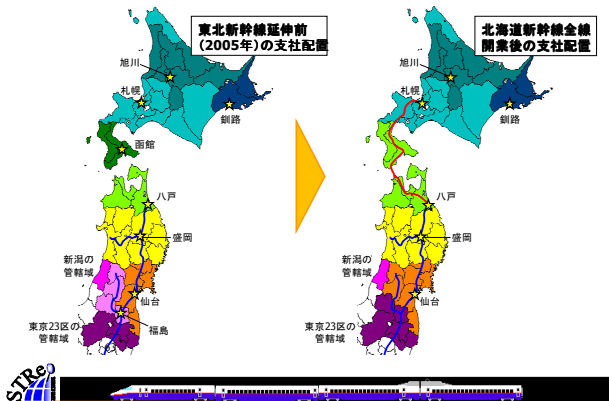 東北新幹線延伸前
(2005年)の支社配置
旭川
札幌
釧路
函館
八戸
盛岡
新潟の
管轄域
仙台
東京23区の
管轄域
福島
北海道新幹線全線
開業後の支社配置
旭川
札幌
釧路
八戸
盛岡
新潟の
管轄域
仙台
東京23区の
管轄域
STRe